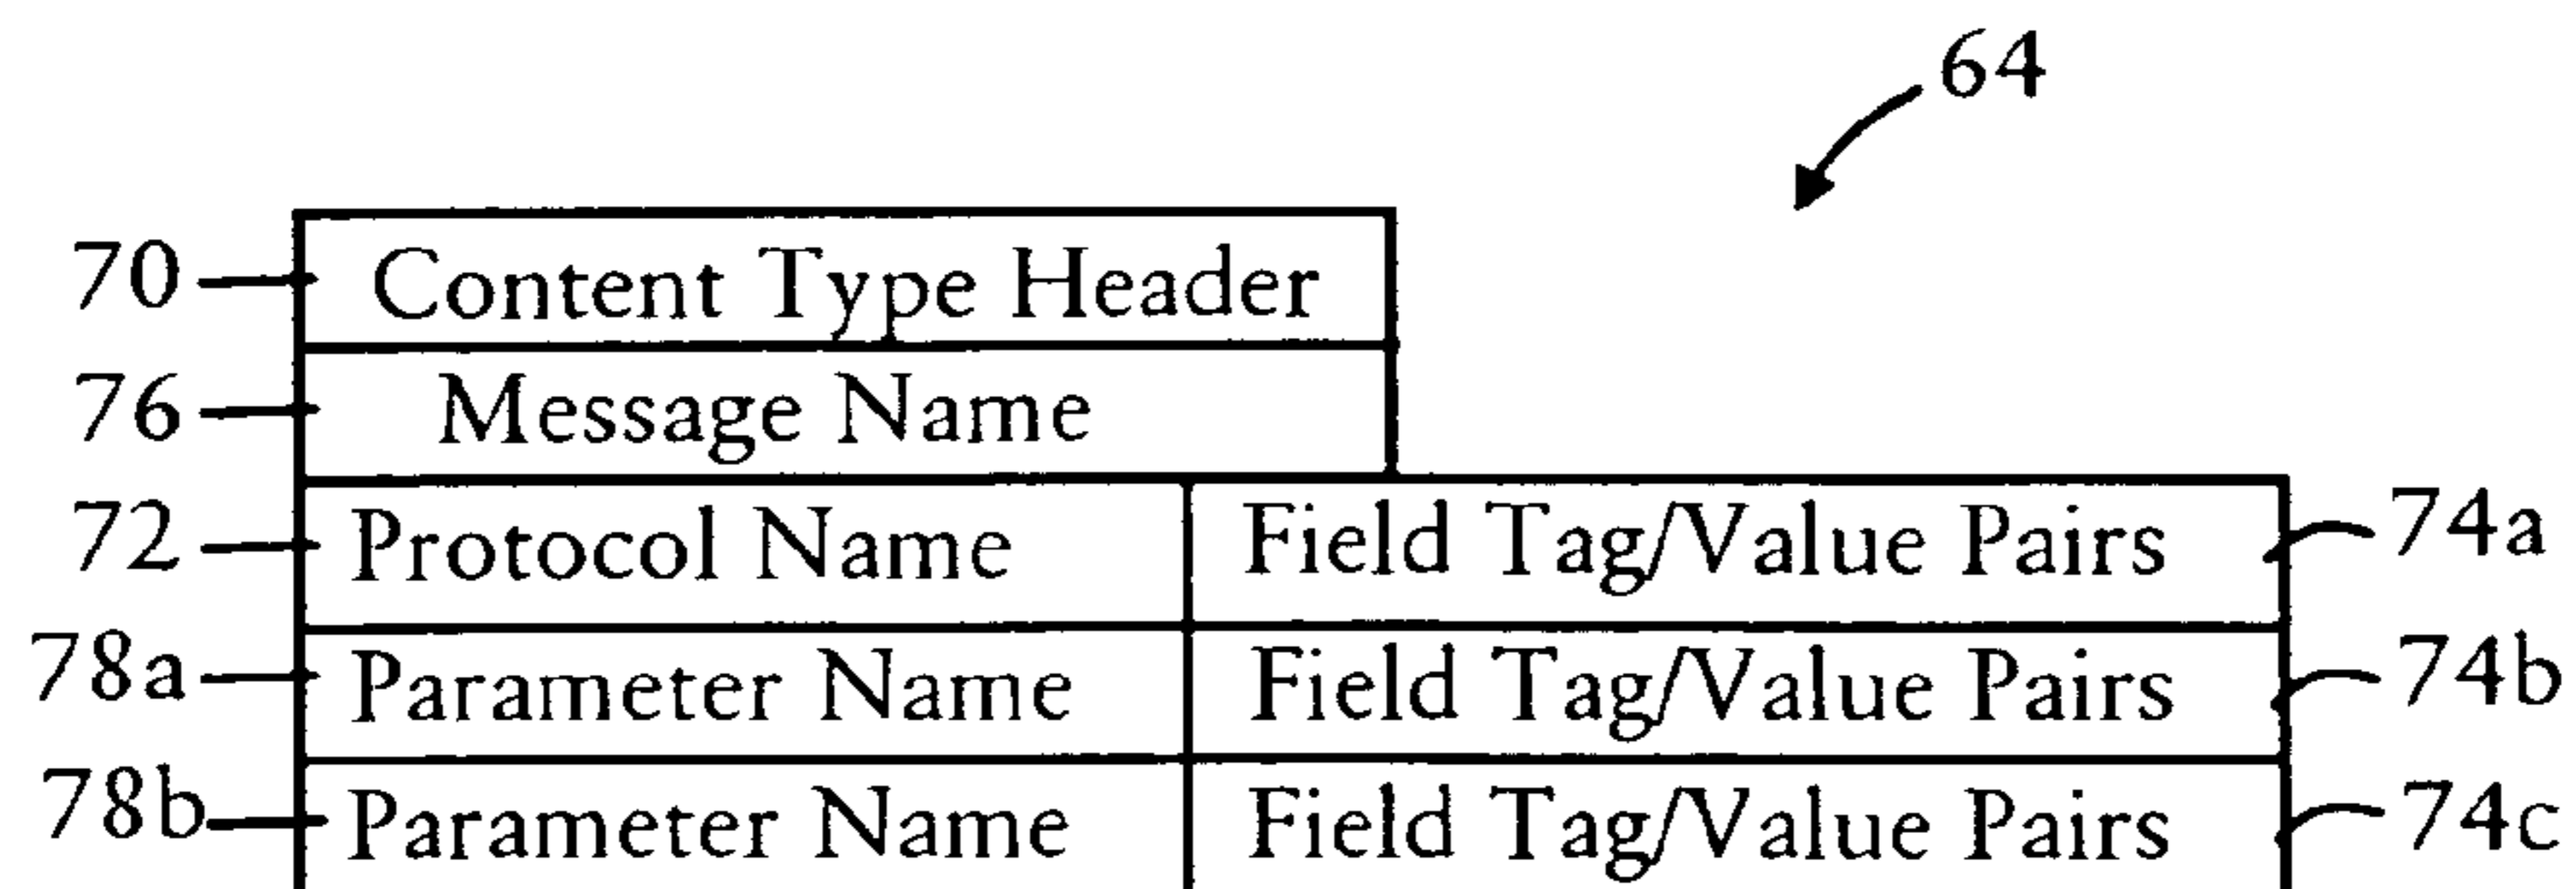 64
70 Content Type Header
76 Message Name
72 Protocol Name Field Tag/Value Pairs 74a
78a Parameter Name Field Tag/Value Pairs 74b
78b Parameter Name Field Tag/Value Pairs 74c